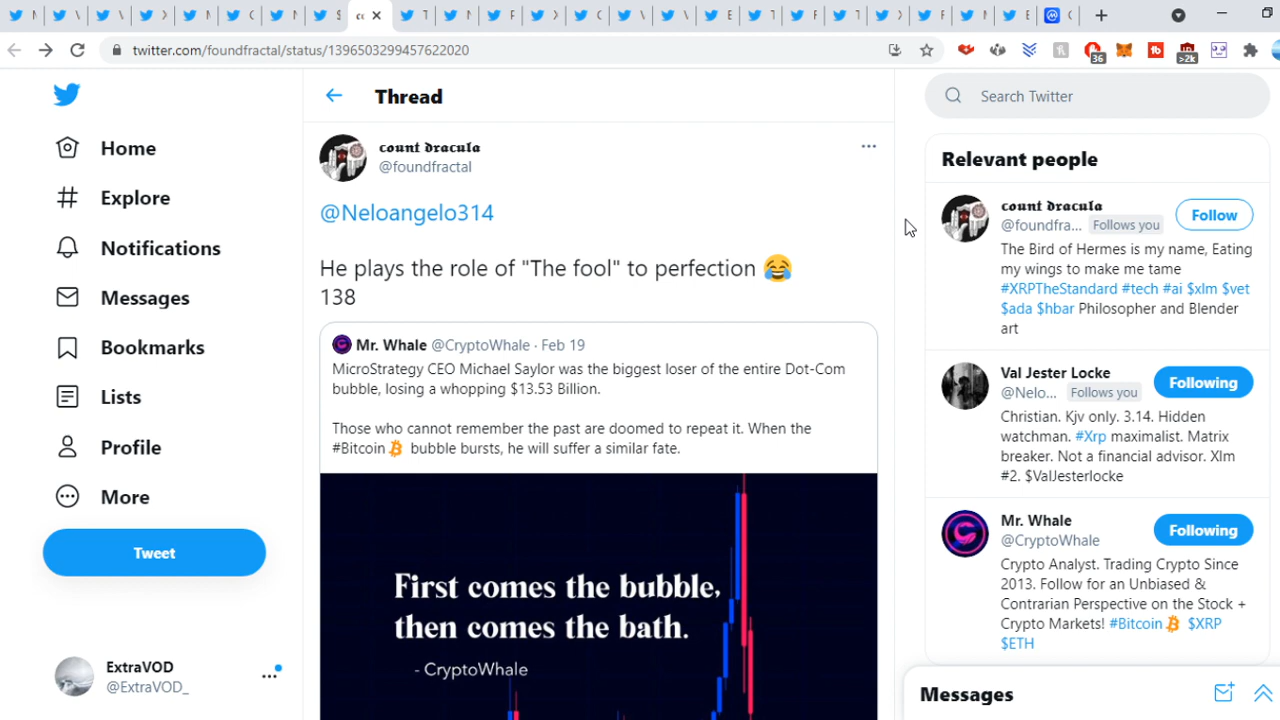 twitter.com/foundfractal/status/1396503299457622020
36
>2k
Thread
Search Twitter
Home
Explore
Notifications
Messages
Bookmarks
Lists
Profile
More
Tweet
ExtraVOD
@ExtraVOD_
𝖈𝖔𝖚𝖓𝖙 𝖉𝖗𝖆𝖈𝖚𝖑𝖆
@foundfractal
@Neloangelo314
He plays the role of "The fool" to perfection 😂
138
Mr. Whale @CryptoWhale · Feb 19
MicroStrategy CEO Michael Saylor was the biggest loser of the entire Dot-Com
bubble, losing a whopping $13.53 Billion.
Those who cannot remember the past are doomed to repeat it. When the
#Bitcoin bubble bursts, he will suffer a similar fate.
First comes the bubble,
then comes the bath.
- CryptoWhale
Relevant people
𝖈𝖔𝖚𝖓𝖙 𝖉𝖗𝖆𝖈𝖚𝖑𝖆
@foundfra... Follows you
Follow
The Bird of Hermes is my name, Eating
my wings to make me tame
#XRPTheStandard #tech #ai $xlm $vet
$ada $hbar Philosopher and Blender
art
Val Jester Locke
@Nelo... Follows you
Following
Christian. Kjv only. 3.14. Hidden
watchman. #Xrp maximalist. Matrix
breaker. Not a financial advisor. Xlm
#2. $ValJesterlocke
Mr. Whale
@CryptoWhale
Following
Crypto Analyst. Trading Crypto Since
2013. Follow for an Unbiased &
Contrarian Perspective on the Stock +
Crypto Markets! #Bitcoin $XRP
$ETH
Messages